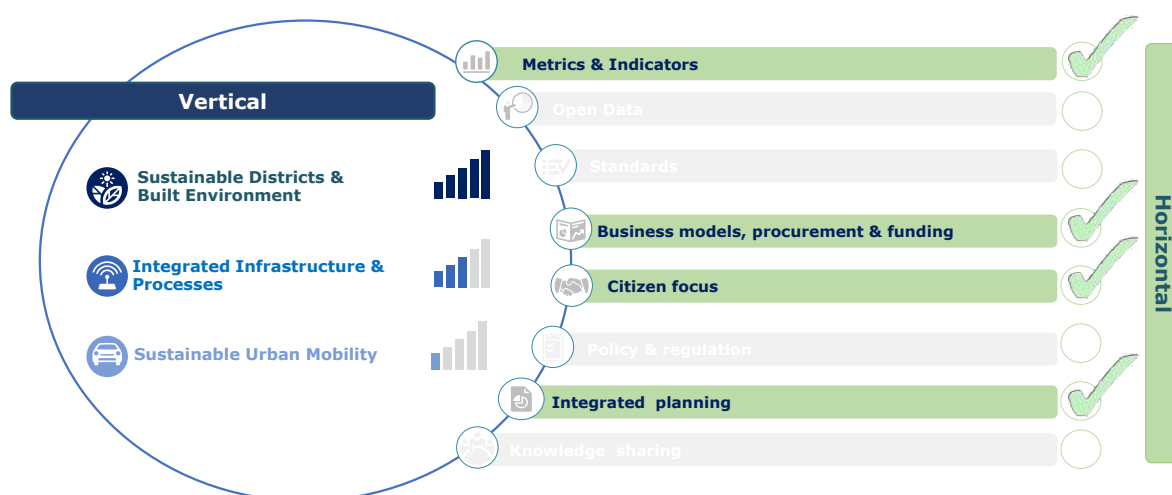 Vertical
Sustainable Districts &
Built Environment
Integrated Infrastructure &
Processes
Sustainable Urban Mobility
Metrics & Indicators
Open Data
Standards
Business models, procurement & funding
Citizen focus
Policy & regulation
Integrated planning
Knowledge sharing
Horizontal